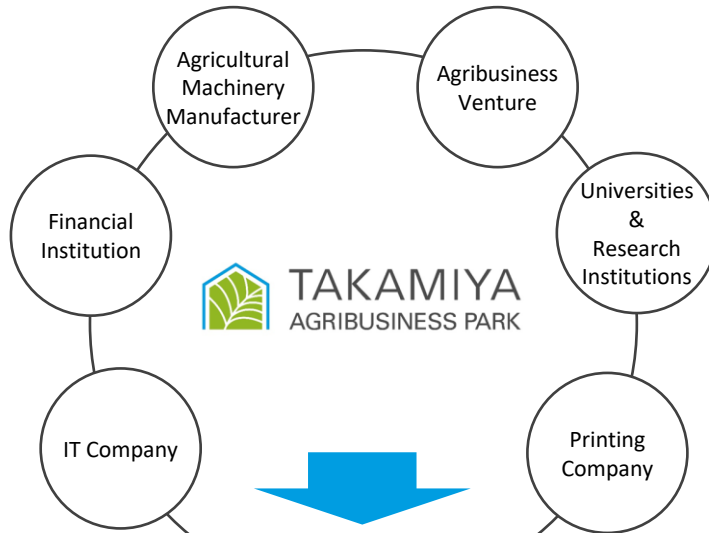 Agricultural
Machinery
Manufacturer
Agribusiness
Venture
Financial
Institution
Universities
&
Research
Institutions
TAKAMIYA
AGRIBUSINESS PARK
IT Company
Printing
Company